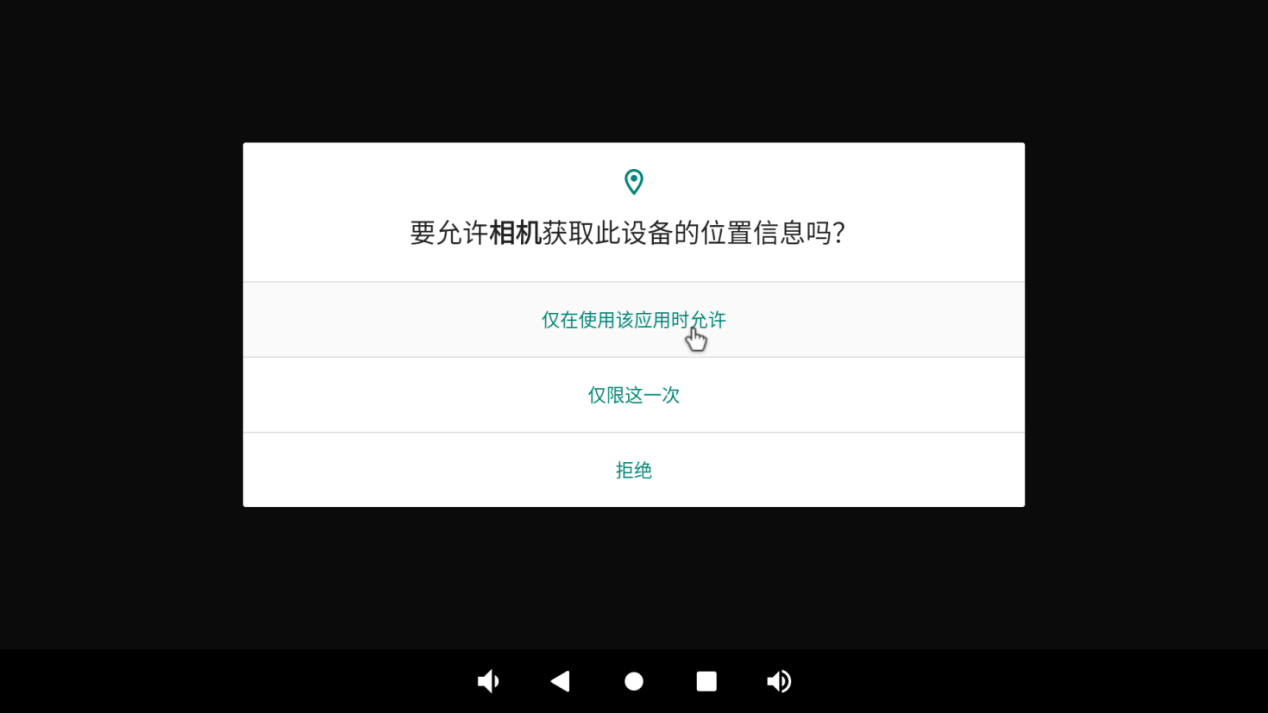 要允许相机获取此设备的位置信息吗？
仅在使用该应用时允许
仅限这一次
拒绝